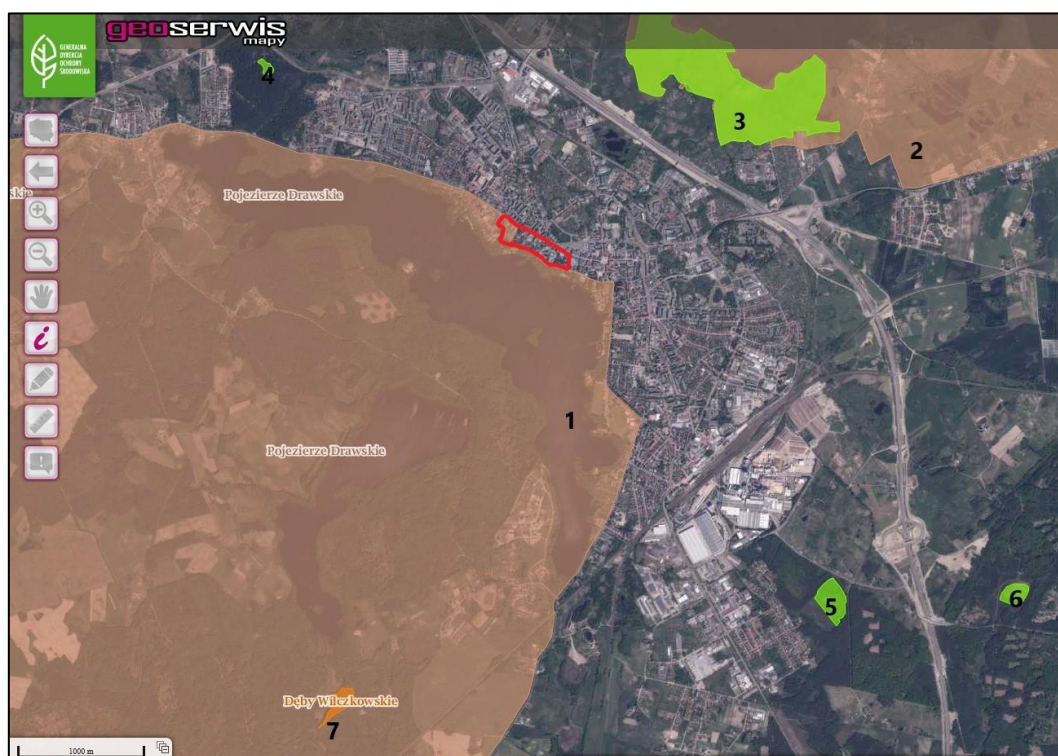 GENERALNA
DYREKCJA
OCHRONY
ŚRODOWISKA
geoserwis
mapy
4
3
2
Pojezierze Drawskie
skie
1
Pojezierze Drawskie
5
6
Dęby Wilczkowskie
7
1000 m